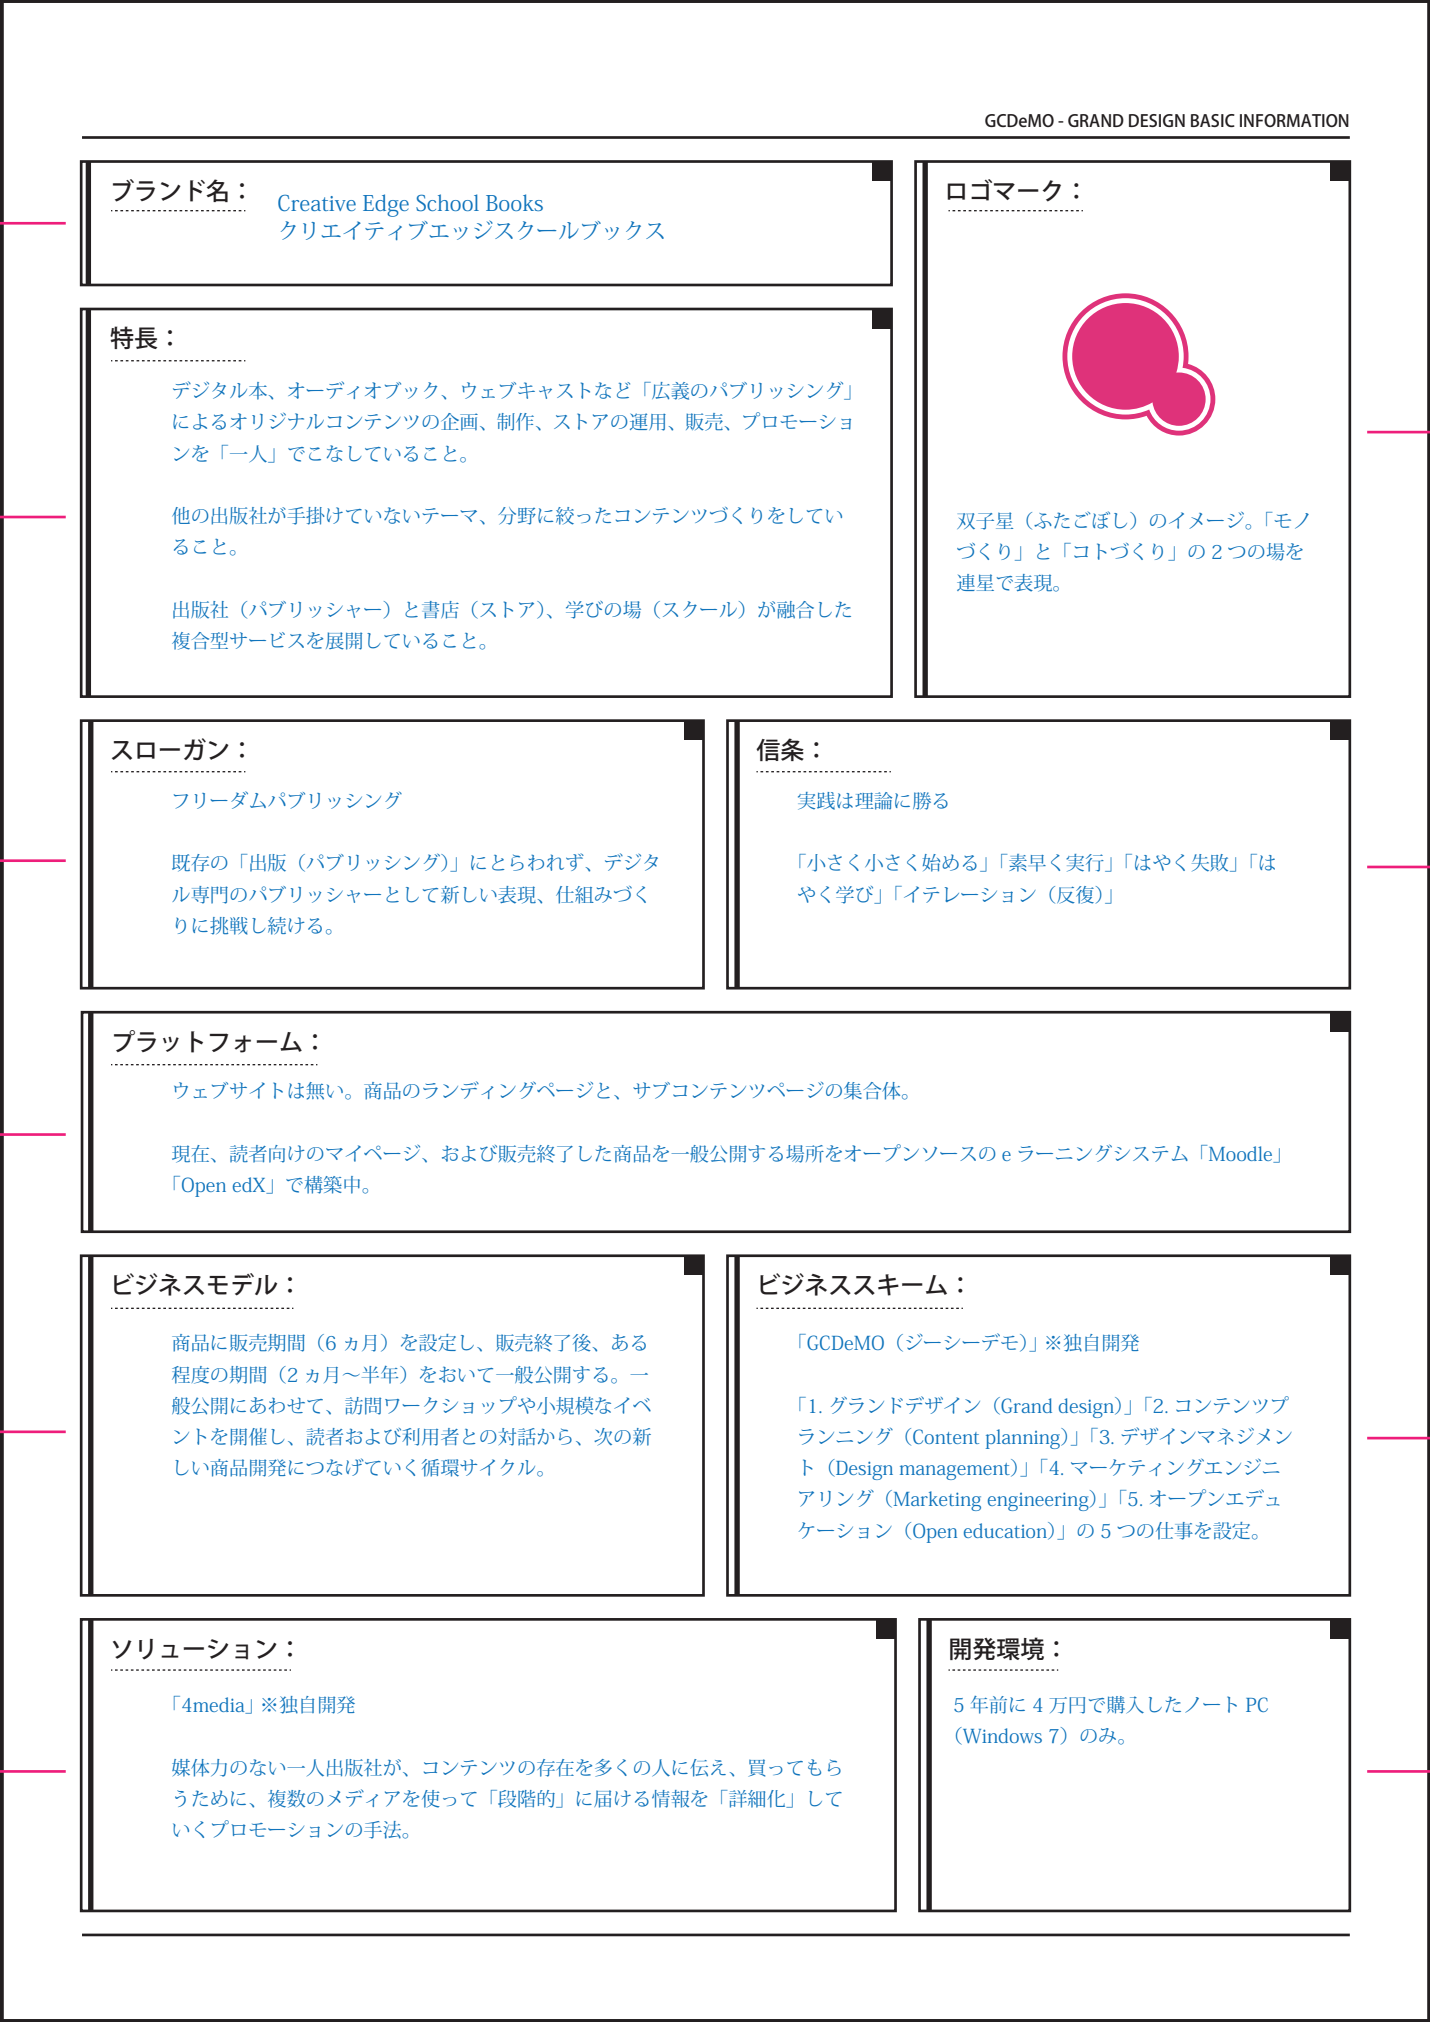 GCDeMO - GRAND DESIGN BASIC INFORMATION
ブランド名：
Creative Edge School Books
クリエイティブエッジスクールブックス
ロゴマーク：
双子星（ふたごぼし）のイメージ。「モノ
づくり」と「コトづくり」の 2 つの場を
連星で表現。
特長：
デジタル本、オーディオブック、ウェブキャストなど「広義のパブリッシング」
によるオリジナルコンテンツの企画、制作、ストアの運用、販売、プロモーショ
ンを「一人」でこなしていること。
他の出版社が手掛けていないテーマ、分野に絞ったコンテンツづくりをしてい
ること。
出版社（パブリッシャー）と書店（ストア）、学びの場（スクール）が融合した
複合型サービスを展開していること。
スローガン：
フリーダムパブリッシング
既存の「出版（パブリッシング）」にとらわれず、デジタ
ル専門のパブリッシャーとして新しい表現、仕組みづく
りに挑戦し続ける。
信条：
実践は理論に勝る
「小さく小さく始める」「素早く実行」「はやく失敗」「は
やく学び」「イテレーション（反復）」
プラットフォーム：
ウェブサイトは無い。商品のランディングページと、サブコンテンツページの集合体。
現在、読者向けのマイページ、および販売終了した商品を一般公開する場所をオープンソースの e ラーニングシステム「Moodle」
「Open edX」で構築中。
ビジネスモデル：
商品に販売期間（6 ヵ月）を設定し、販売終了後、ある
程度の期間（2 ヵ月〜半年）をおいて一般公開する。一
般公開にあわせて、訪問ワークショップや小規模なイベ
ントを開催し、読者および利用者との対話から、次の新
しい商品開発につなげていく循環サイクル。
ビジネススキーム：
「GCDeMO（ジーシーデモ）」※独自開発
「1. グランドデザイン（Grand design）」「2. コンテンツプ
ランニング（Content planning）」「3. デザインマネジメン
ト（Design management）」「4. マーケティングエンジニ
アリング（Marketing engineering）」「5. オープンエデュ
ケーション（Open education）」の 5 つの仕事を設定。
ソリューション：
「4media」※独自開発
媒体力のない一人出版社が、コンテンツの存在を多くの人に伝え、買ってもら
うために、複数のメディアを使って「段階的」に届ける情報を「詳細化」して
いくプロモーションの手法。
開発環境：
5 年前に 4 万円で購入したノート PC
（Windows 7）のみ。